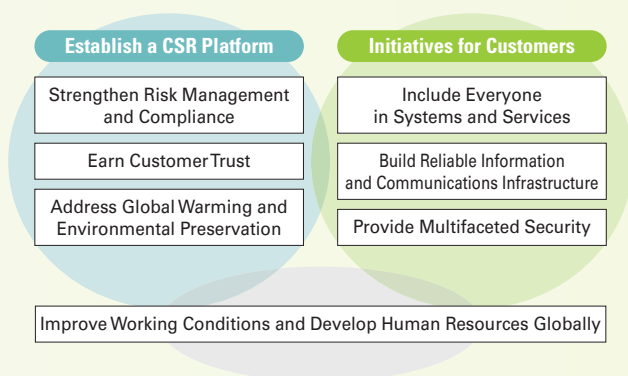 Establish a CSR Platform
Strengthen Risk Management
and Compliance
Earn Customer Trust
Address Global Warming and
Environmental Preservation
Initiatives for Customers
Include Everyone
in Systems and Services
Build Reliable Information
and Communications Infrastructure
Provide Multifaceted Security
Improve Working Conditions and Develop Human Resources Globally